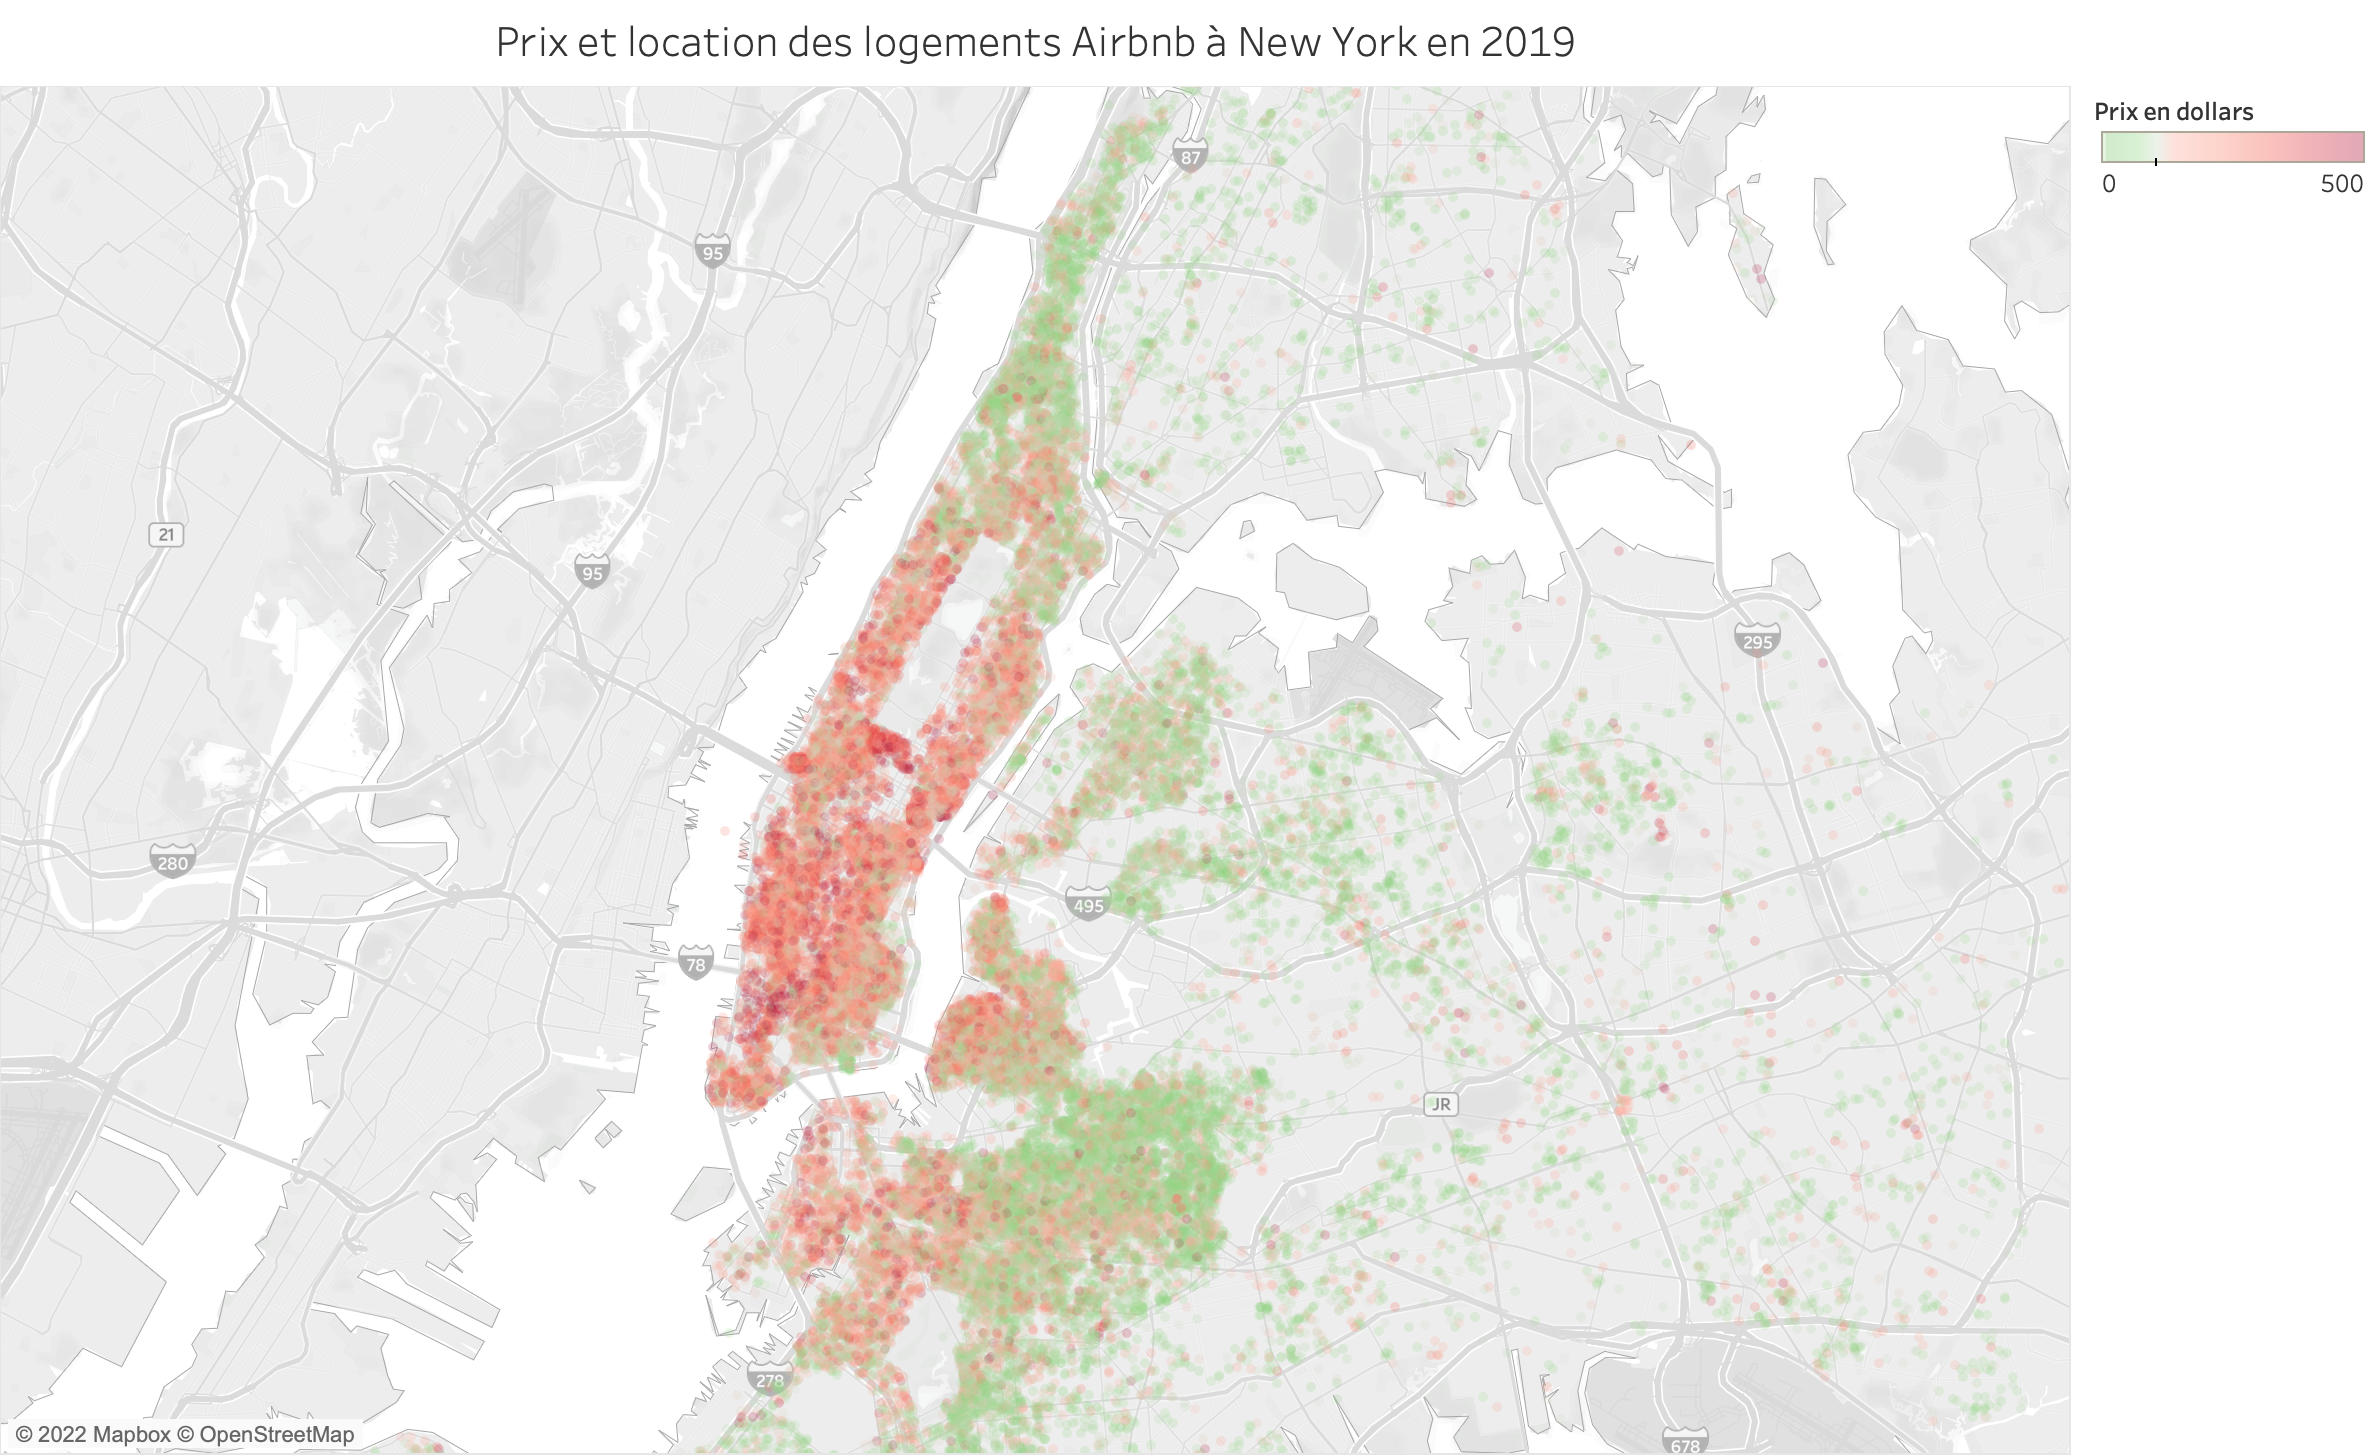 Prix et location des logements Airbnb à New York en 2019
Prix en dollars
0 500
87
95
21
95
295
280
495
78
JR
278
678
© 2022 Mapbox © OpenStreetMap